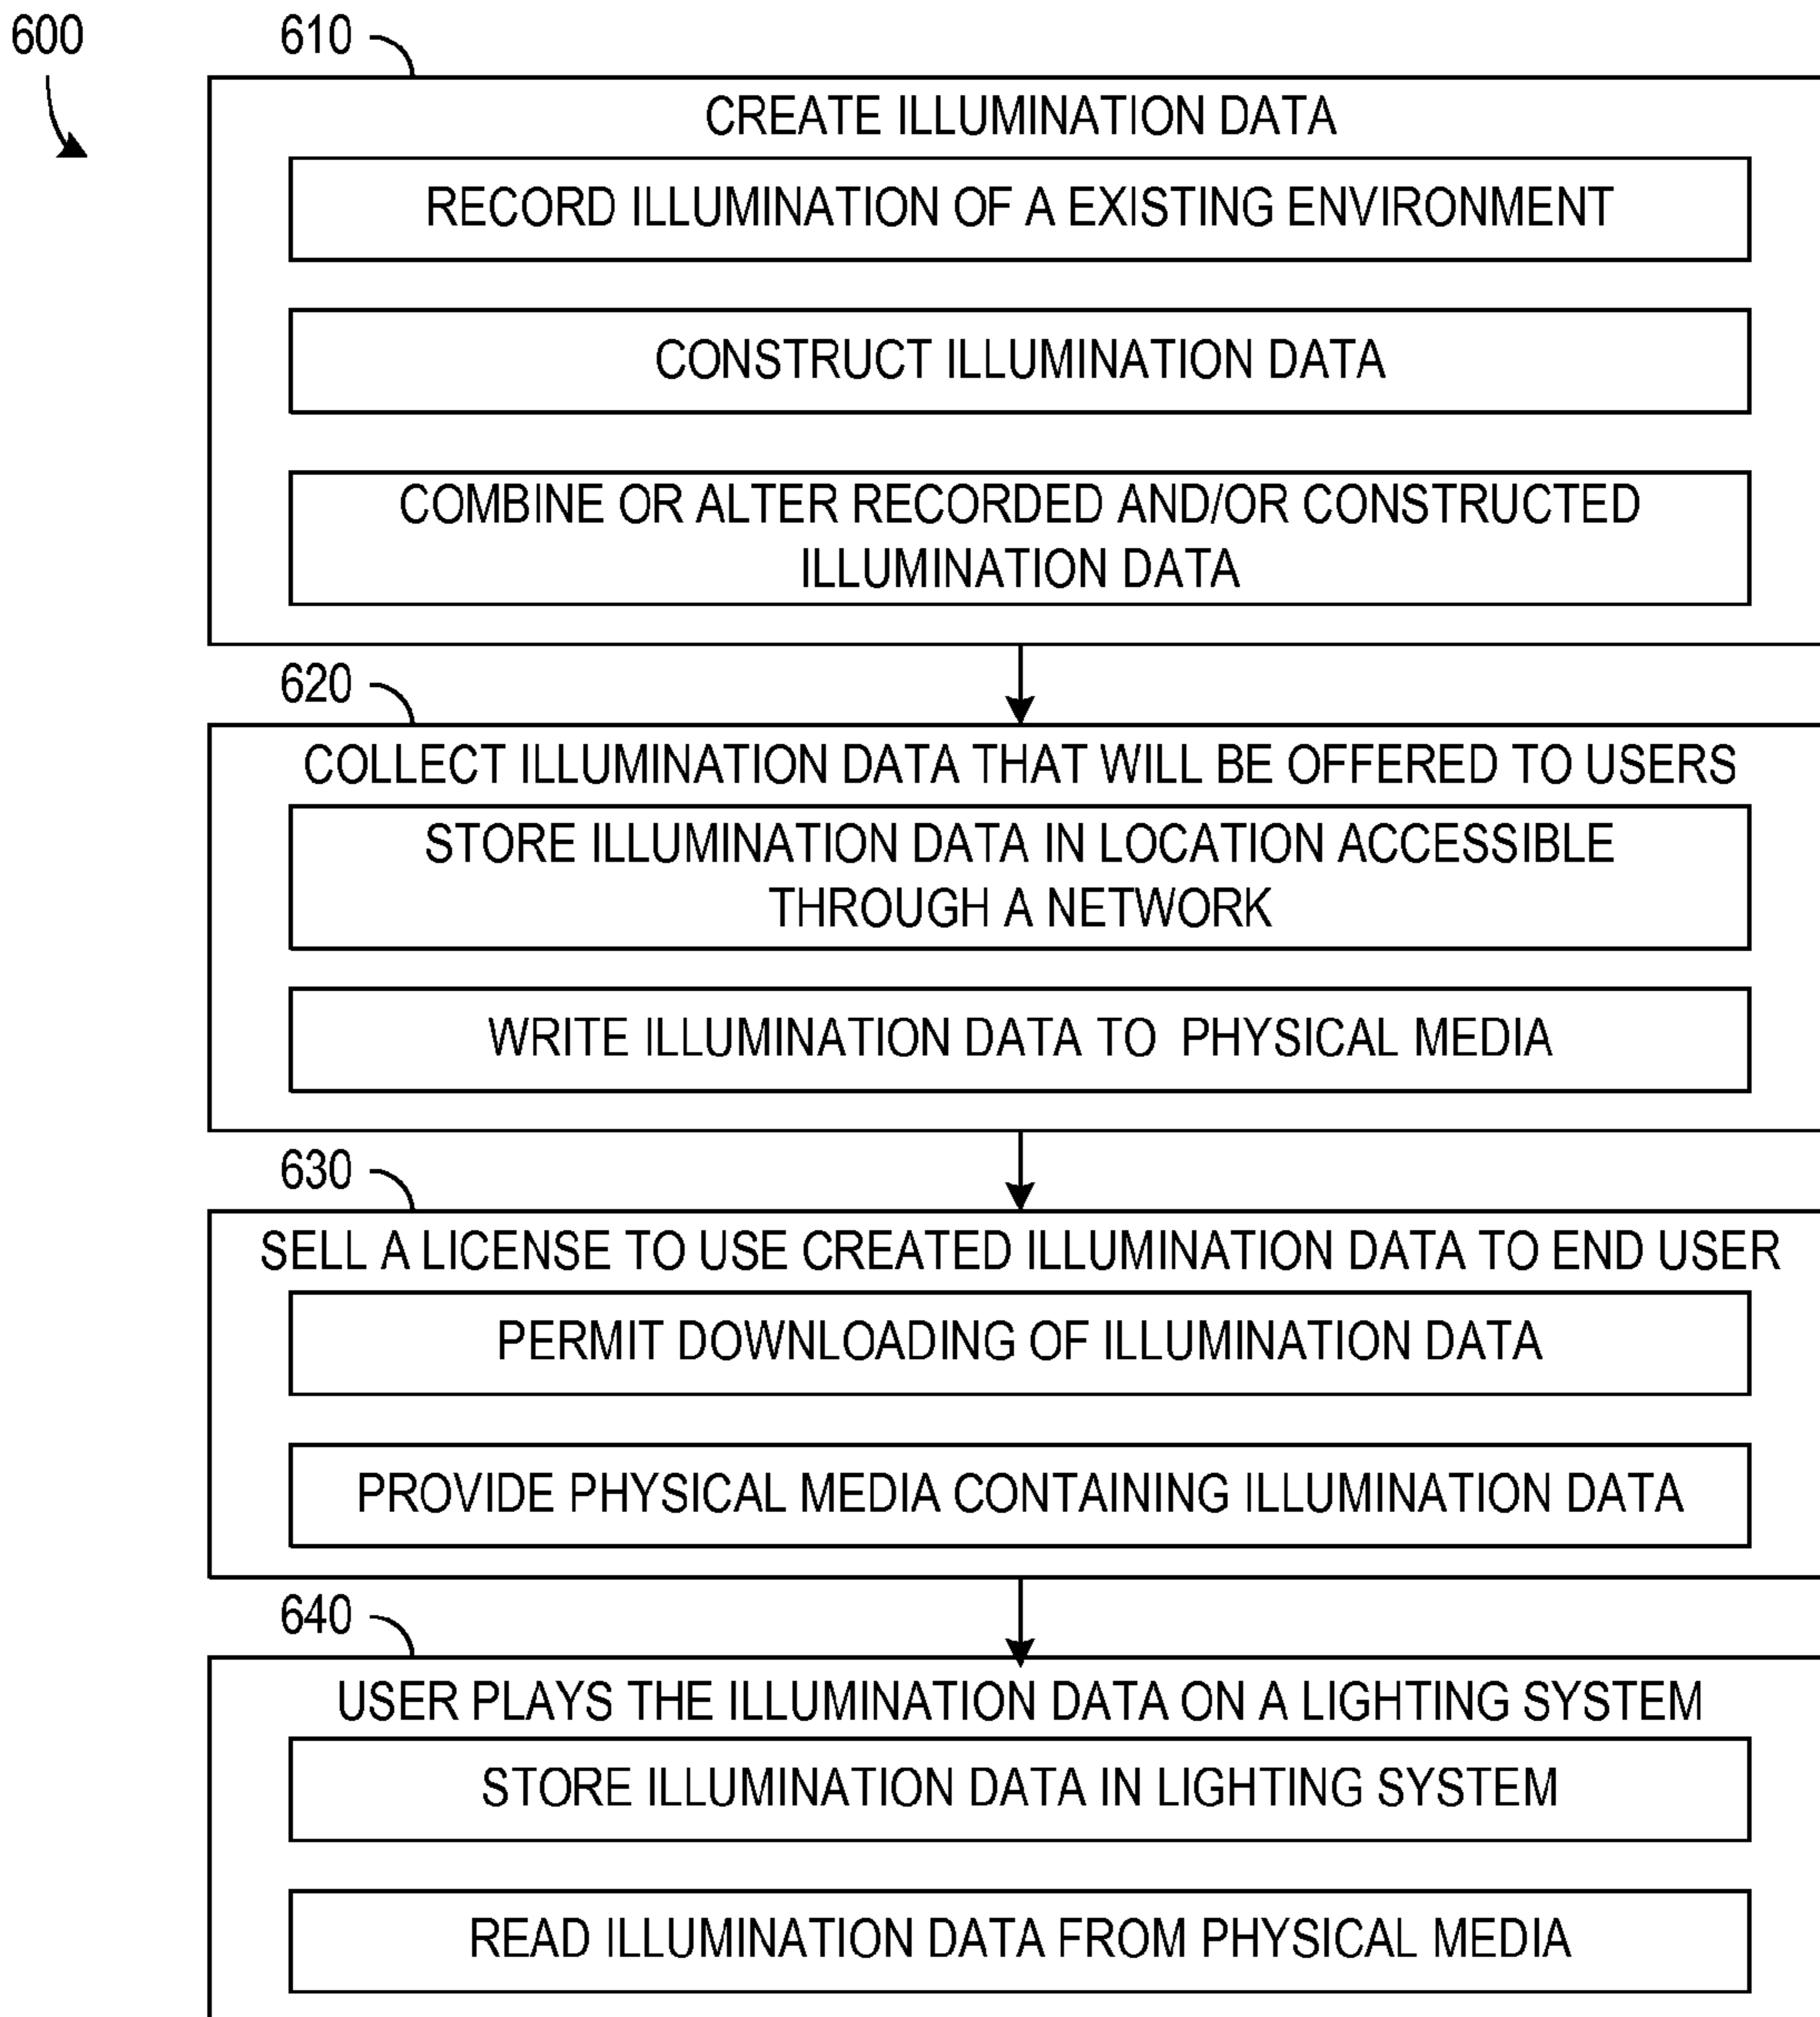 600
610
CREATE ILLUMINATION DATA
RECORD ILLUMINATION OF A EXISTING ENVIRONMENT
CONSTRUCT ILLUMINATION DATA
COMBINE OR ALTER RECORDED AND/OR CONSTRUCTED
ILLUMINATION DATA
620
COLLECT ILLUMINATION DATA THAT WILL BE OFFERED TO USERS
STORE ILLUMINATION DATA IN LOCATION ACCESSIBLE
THROUGH A NETWORK
WRITE ILLUMINATION DATA TO PHYSICAL MEDIA
630
SELL A LICENSE TO USE CREATED ILLUMINATION DATA TO END USER
PERMIT DOWNLOADING OF ILLUMINATION DATA
PROVIDE PHYSICAL MEDIA CONTAINING ILLUMINATION DATA
640
USER PLAYS THE ILLUMINATION DATA ON A LIGHTING SYSTEM
STORE ILLUMINATION DATA IN LIGHTING SYSTEM
READ ILLUMINATION DATA FROM PHYSICAL MEDIA